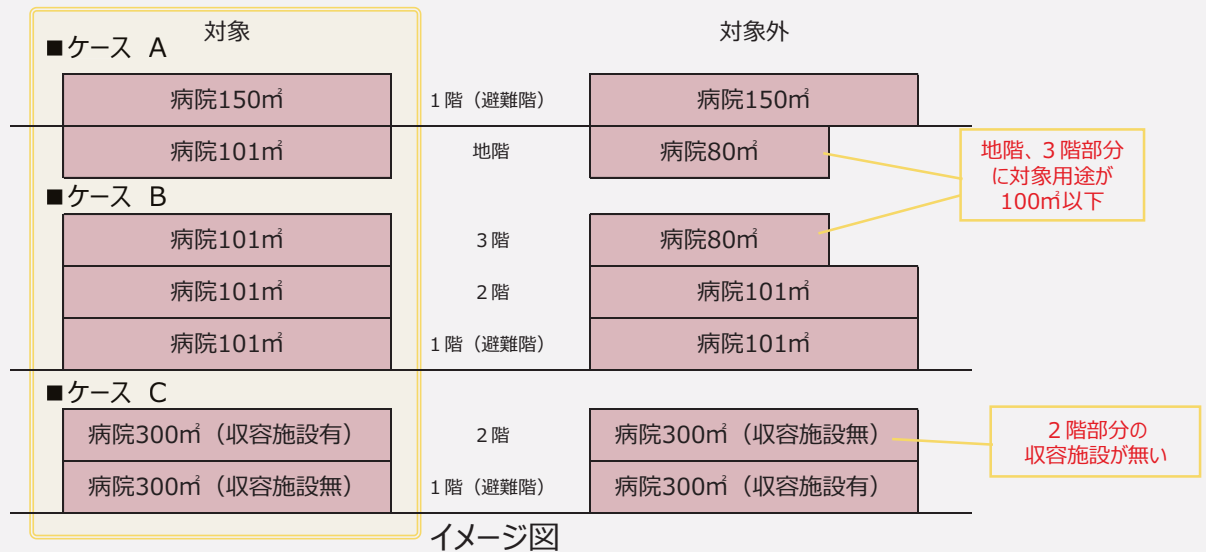 対象
対象外
■ケース A
病院150㎡
1階（避難階）
病院150㎡
病院101㎡
地階
病院80㎡
地階、３階部分
に対象用途が
100㎡以下
■ケース B
病院101㎡
３階
病院80㎡
病院101㎡
２階
病院101㎡
病院101㎡
1階（避難階）
病院101㎡
■ケース C
病院300㎡（収容施設有）
２階
病院300㎡（収容施設無）
２階部分の
収容施設が無い
病院300㎡（収容施設無）
1階（避難階）
病院300㎡（収容施設有）
イメージ図